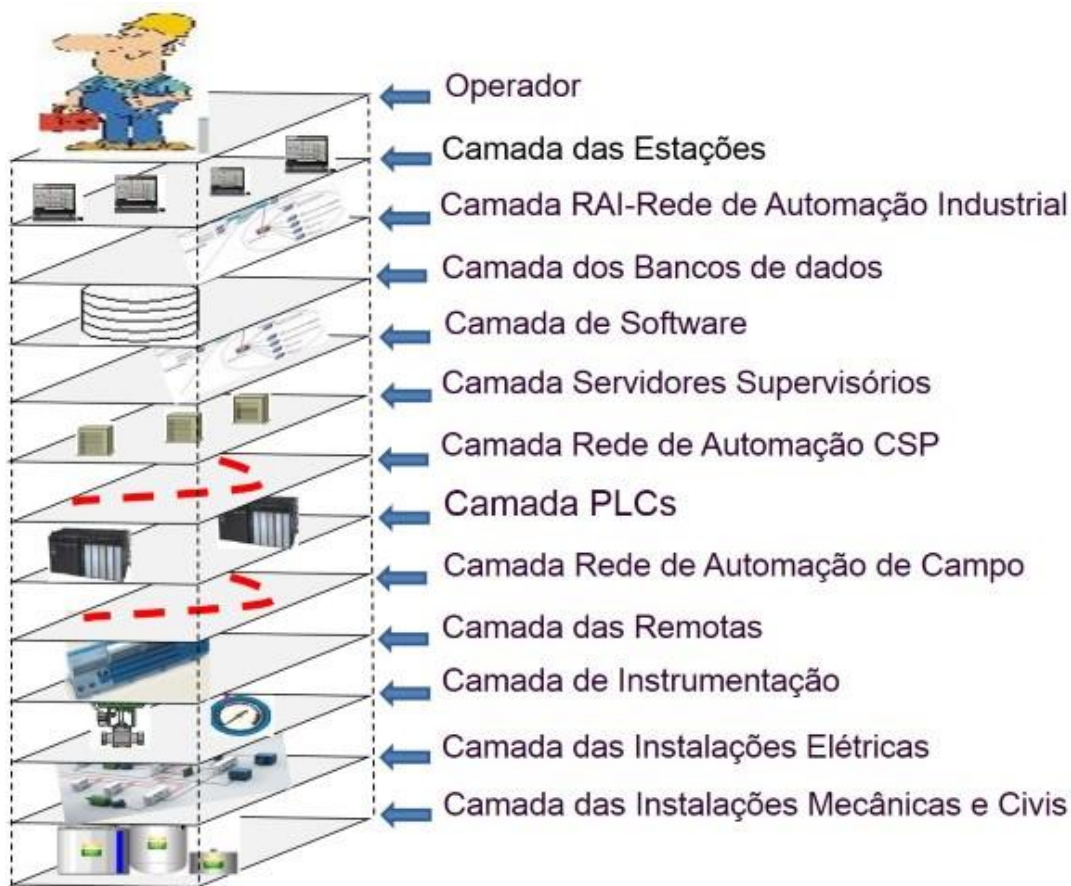 Operador
Camada das Estações
Camada RAI-Rede de Automação Industrial
Camada dos Bancos de dados
Camada de Software
Camada Servidores Supervisórios
Camada Rede de Automação CSP
Camada PLCs
Camada Rede de Automação de Campo
Camada das Remotas
Camada de Instrumentação
Camada das Instalações Elétricas
Camada das Instalações Mecânicas e Civis